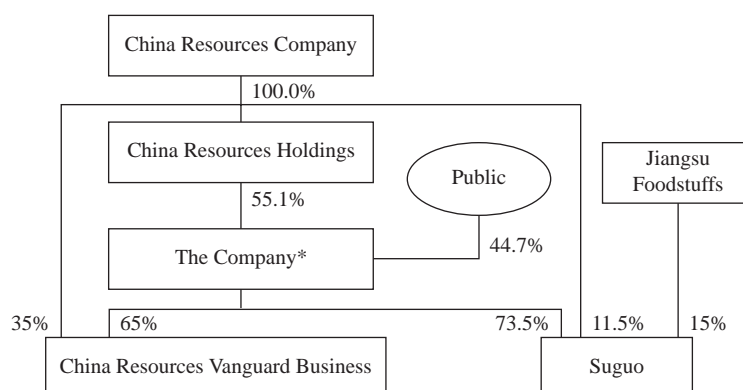 China Resources Company
100.0%
China Resources Holdings
Public
Jiangsu
Foodstuffs
55.1%
The Company*
44.7%
35%
65%
73.5%
11.5%
15%
China Resources Vanguard Business
Suguo